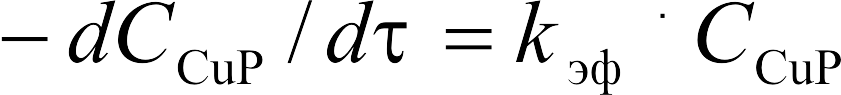 − dC_CuP / dτ = k_эф · C_CuP